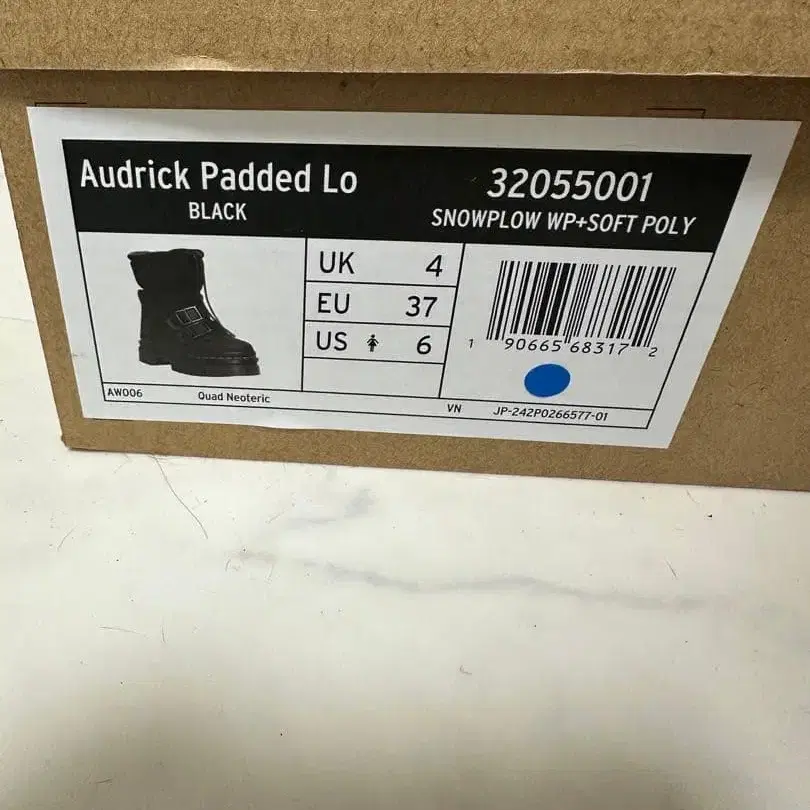 Audrick Padded Lo
BLACK
32055001
SNOWPLOW WP+SOFT POLY
UK 4
EU 37
US 6
1 90665 68317 2
AW006 Quad Neoteric
VN JP-242P0266577-01